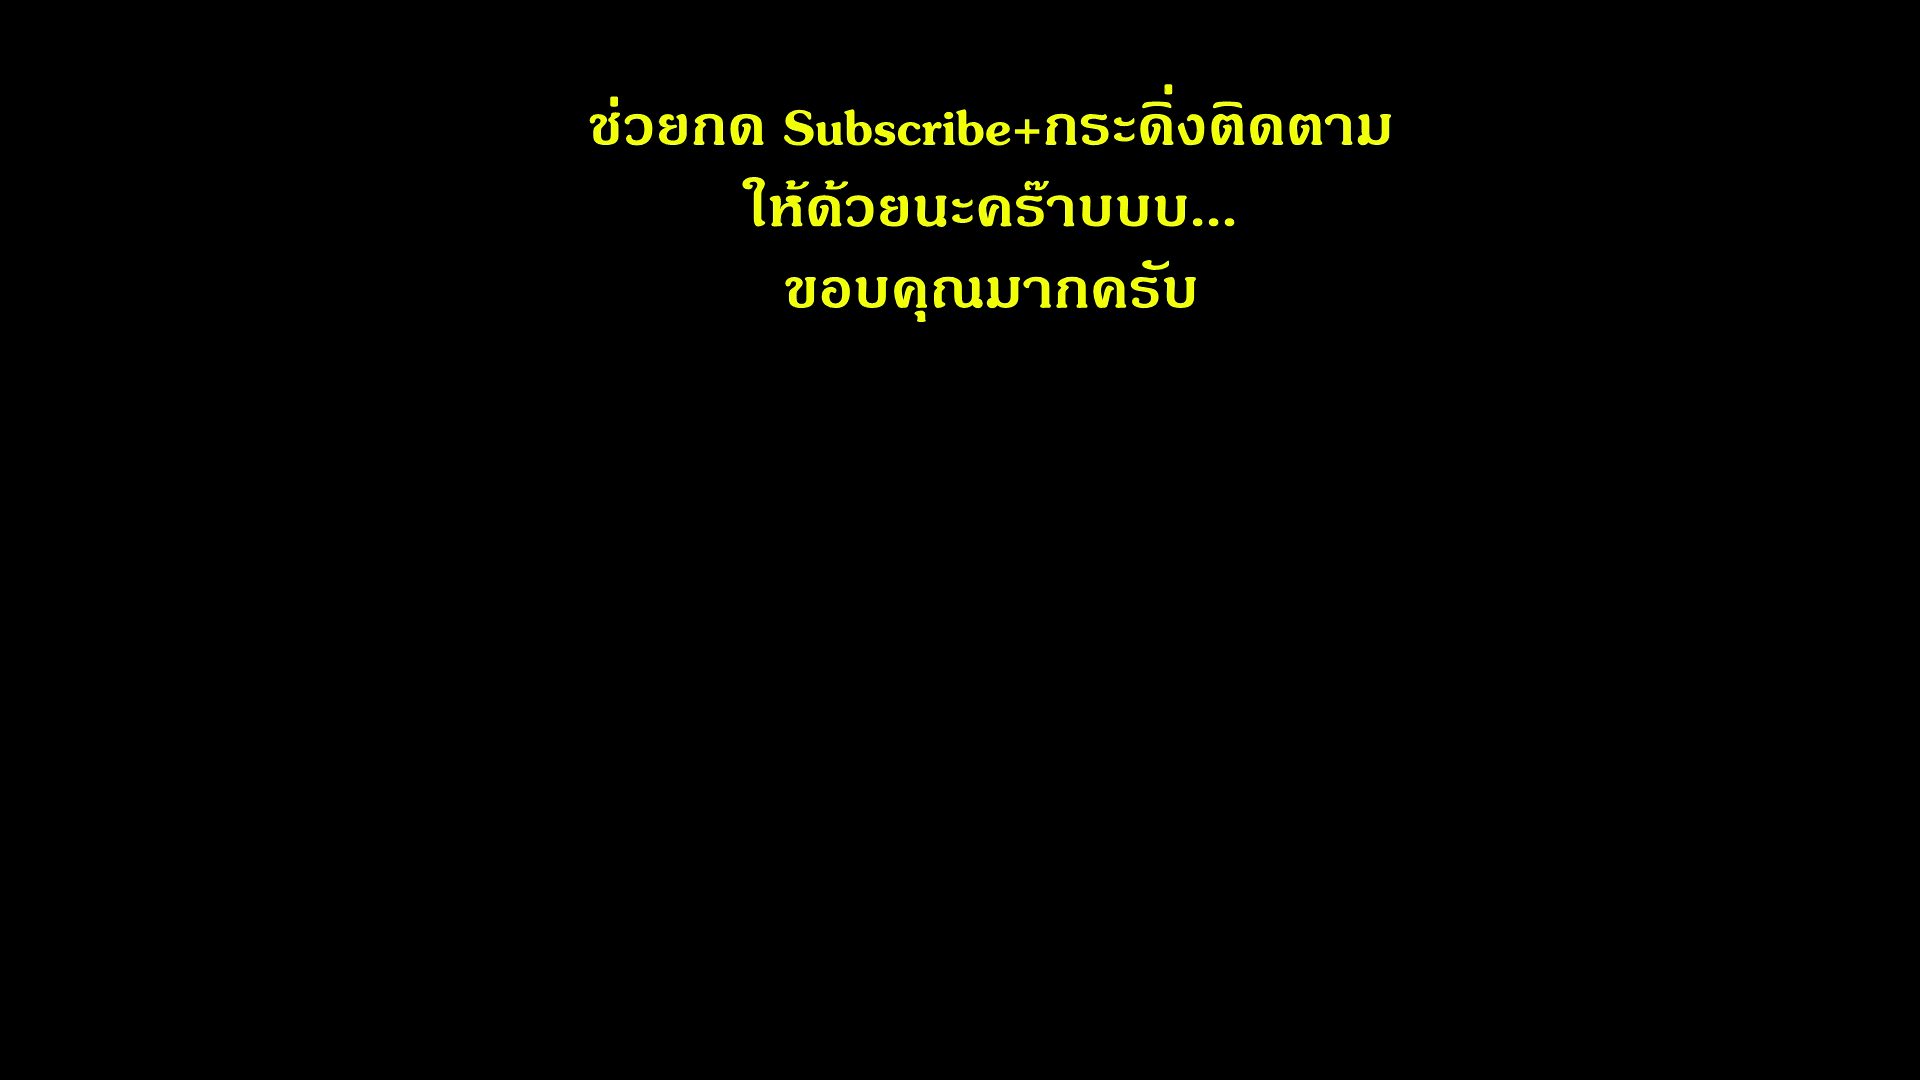 ช่วยกด Subscribe+กระดิ่งติดตาม
ให้ด้วยนะคร๊าบบบ...
ขอบคุณมากครับ